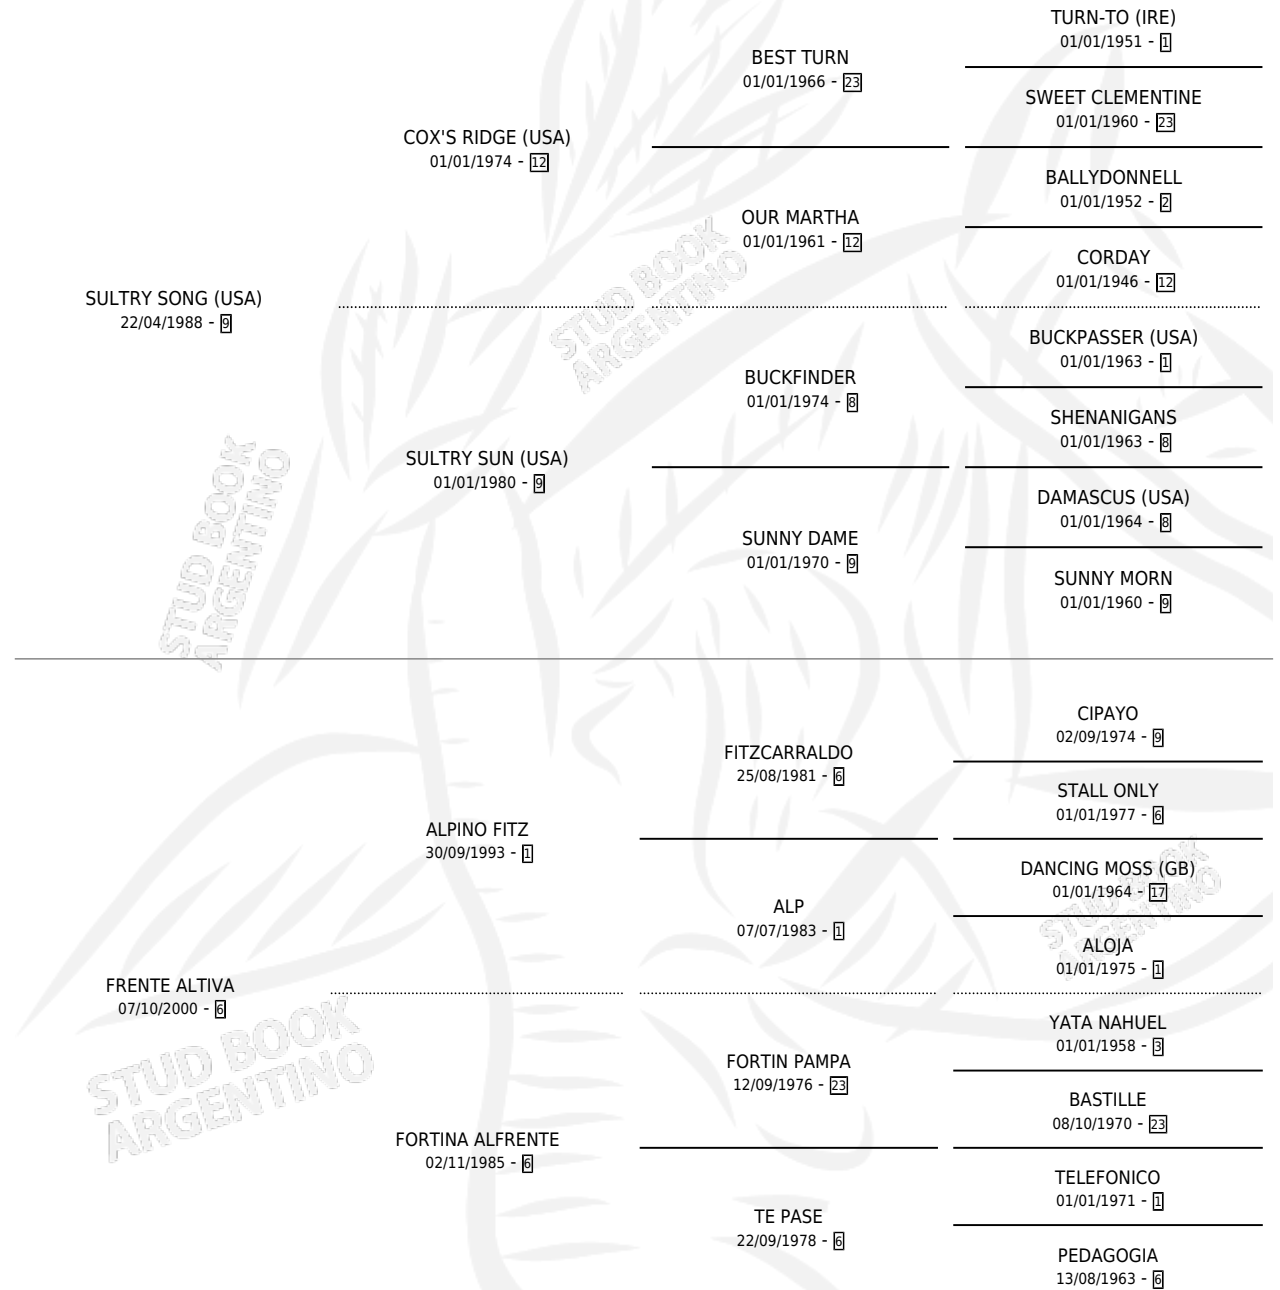 TURN-TO (IRE)
01/01/1951 - 1
BEST TURN
01/01/1966 - 23
SWEET CLEMENTINE
01/01/1960 - 23
COX'S RIDGE (USA)
01/01/1974 - 12
BALLYDONNELL
01/01/1952 - 2
OUR MARTHA
01/01/1961 - 12
CORDAY
01/01/1946 - 12
SULTRY SONG (USA)
22/04/1988 - 9
BUCKPASSER (USA)
01/01/1963 - 1
BUCKFINDER
01/01/1974 - 8
SHENANIGANS
01/01/1963 - 8
SULTRY SUN (USA)
01/01/1980 - 9
DAMASCUS (USA)
01/01/1964 - 8
SUNNY DAME
01/01/1970 - 9
SUNNY MORN
01/01/1960 - 9
STUD BOOK
ARGENTINO
STUD BOOK
ARGENTINO
CIPAYO
02/09/1974 - 9
FITZCARRALDO
25/08/1981 - 6
STALL ONLY
01/01/1977 - 6
ALPINO FITZ
30/09/1993 - 1
DANCING MOSS (GB)
01/01/1964 - 17
ALP
07/07/1983 - 1
ALOJA
01/01/1975 - 1
STUD BOOK
ARGENTINO
FRENTE ALTIVA
07/10/2000 - 6
YATA NAHUEL
01/01/1958 - 3
FORTIN PAMPA
12/09/1976 - 23
BASTILLE
08/10/1970 - 23
STUD BOOK
ARGENTINO
FORTINA ALFRENTE
02/11/1985 - 6
TELEFONICO
01/01/1971 - 1
TE PASE
22/09/1978 - 6
PEDAGOGIA
13/08/1963 - 6